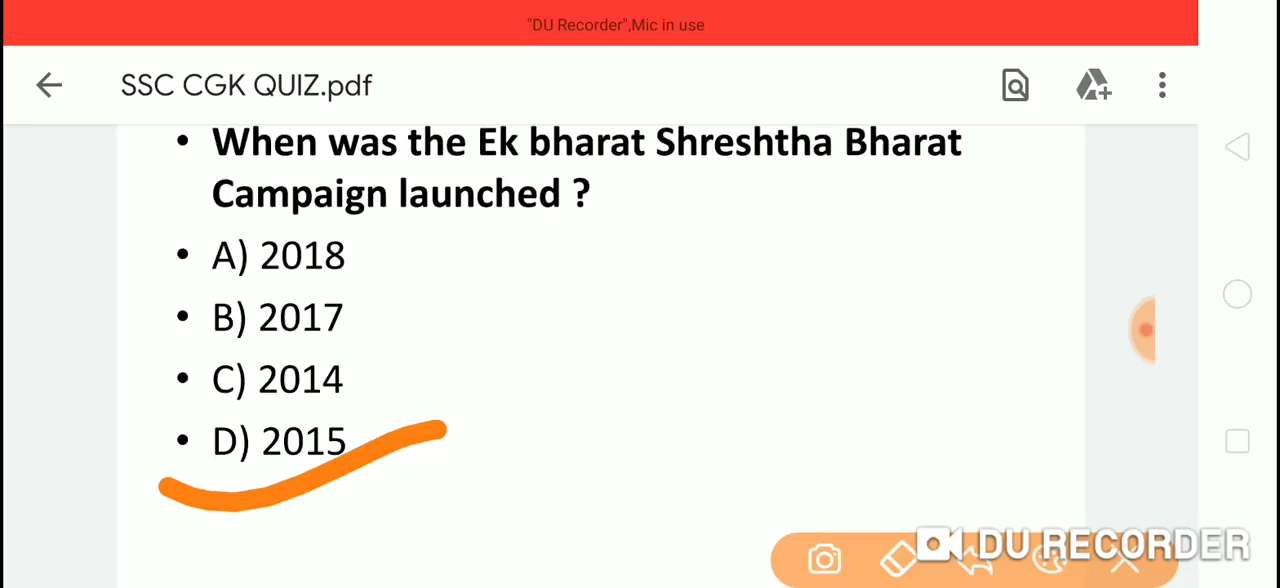 "DU Recorder",Mic in use
SSC CGK QUIZ.pdf
• When was the Ek bharat Shreshtha Bharat
Campaign launched ?
• A) 2018
• B) 2017
• C) 2014
• D) 2015
DU RECORDER